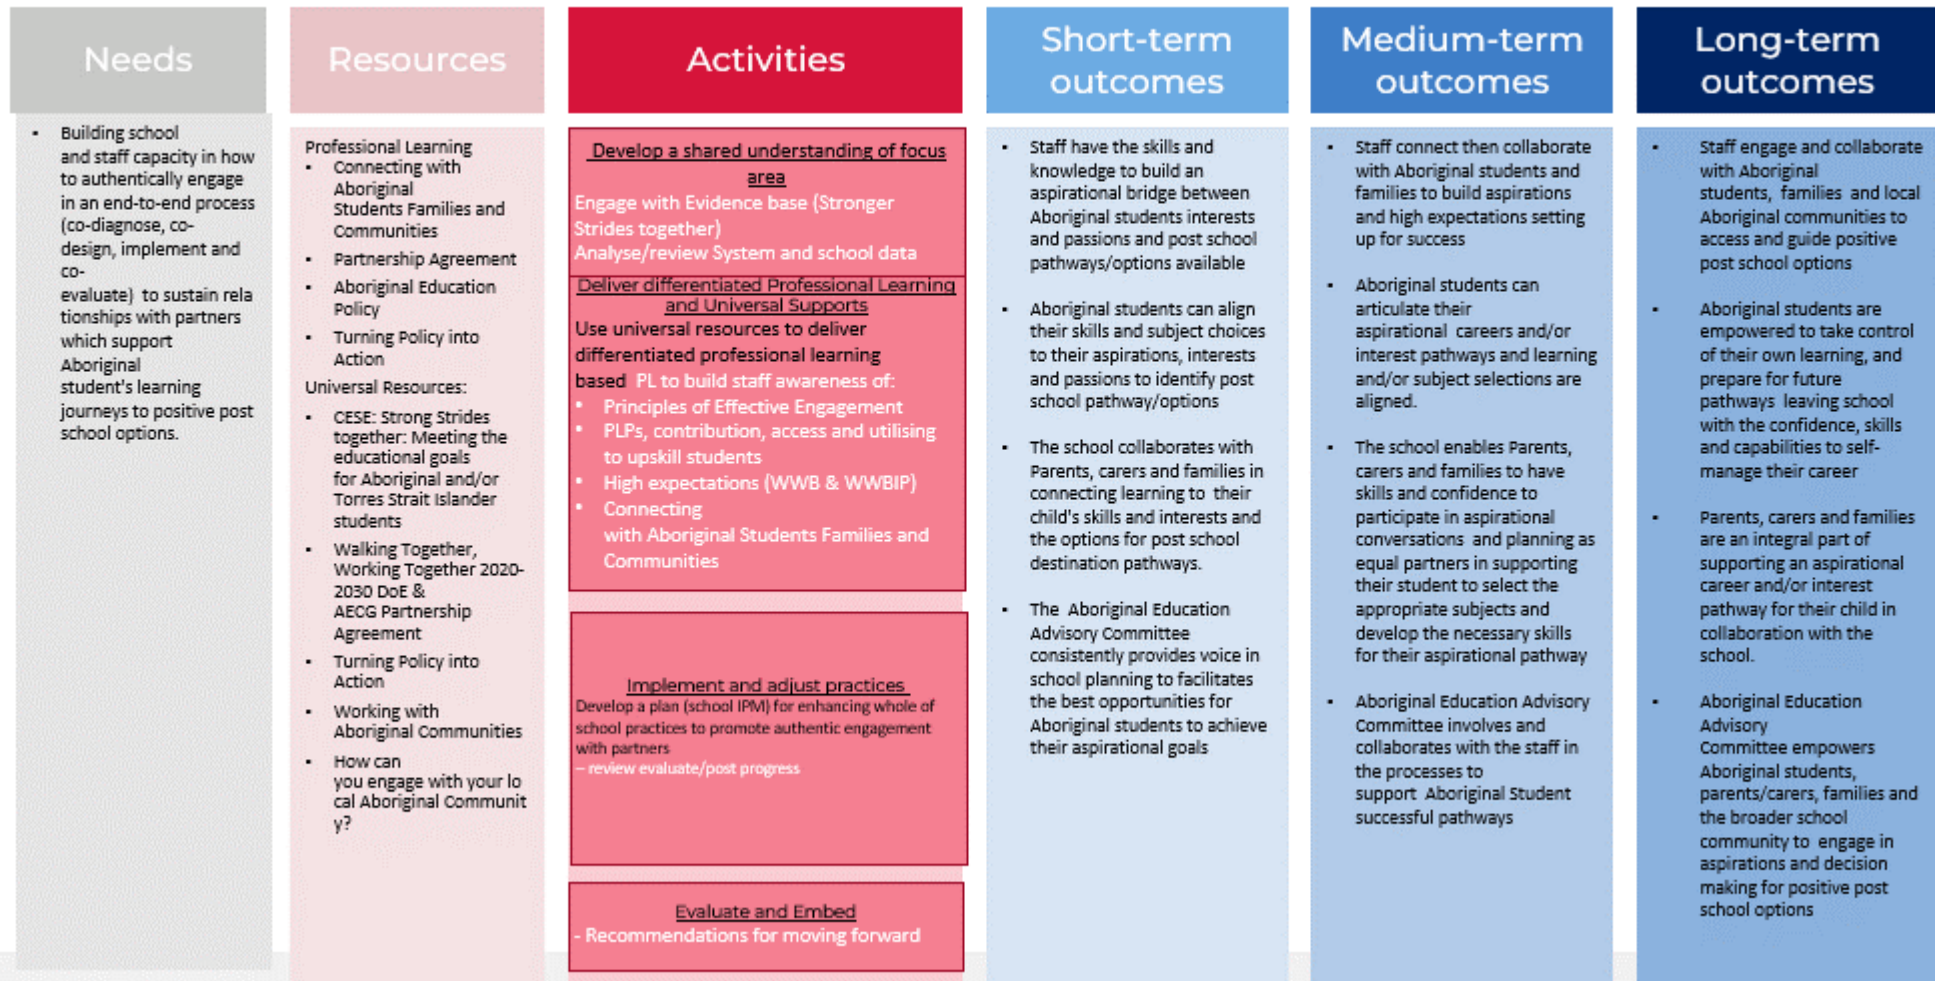 Needs
Building school
and staff capacity in how
to authentically engage
in an end-to-end process
(co-diagnose, co-
design, implement and
co-
evaluate)  to sustain rela
tionships with partners
which support
Aboriginal
student's learning
journeys to positive post
school options.
Resources
Professional Learning
▪ Connecting with
Aboriginal
Students Families and
Communities
▪ Partnership Agreement
▪ Aboriginal Education
Policy
▪ Turning Policy into
Action
Universal Resources:
▪ CESE: Strong Strides
together: Meeting the
educational goals
for Aboriginal and/or
Torres Strait Islander
students
▪ Walking Together,
Working Together 2020-
2030 DoE &
AECG Partnership
Agreement
▪ Turning Policy into
Action
▪ Working with
Aboriginal Communities
▪ How can
you engage with your lo
cal Aboriginal Communit
y?
Activities
Develop a shared understanding of focus
area
Engage with Evidence base (Stronger
Strides together)
Analyse/review System and school data
Deliver differentiated Professional Learning
and Universal Supports
Use universal resources to deliver
differentiated professional learning
based  PL to build staff awareness of:
• Principles of Effective Engagement
• PLPs, contribution, access and utilising
to upskill students
• High expectations (WWB & WWBIP)
• Connecting
with Aboriginal Students Families and
Communities
Implement and adjust practices
Develop a plan (school IPM) for enhancing whole of
school practices to promote authentic engagement
with partners
– review evaluate/post progress
Evaluate and Embed
- Recommendations for moving forward
Short-term
outcomes
▪ Staff have the skills and
knowledge to build an
aspirational bridge between
Aboriginal students interests
and passions and post school
pathways/options available
▪ Aboriginal students can align
their skills and subject choices
to their aspirations, interests
and passions to identify post
school pathway/options
▪ The school collaborates with
Parents, carers and families in
connecting learning to  their
child's skills and interests and
the options for post school
destination pathways.
▪ The  Aboriginal Education
Advisory Committee
consistently provides voice in
school planning to facilitates
the best opportunities for
Aboriginal students to achieve
their aspirational goals
Medium-term
outcomes
▪ Staff connect then collaborate
with Aboriginal students and
families to build aspirations
and high expectations setting
up for success
▪ Aboriginal students can
articulate their
aspirational  careers and/or
interest pathways and learning
and/or subject selections are
aligned.
▪ The school enables Parents,
carers and families to have
skills and confidence to
participate in aspirational
conversations  and planning as
equal partners in supporting
their student to select the
appropriate subjects and
develop the necessary skills
for their aspirational pathway
▪ Aboriginal Education Advisory
Committee involves and
collaborates with the staff in
the processes to
support  Aboriginal Student
successful pathways
Long-term
outcomes
▪ Staff engage and collaborate
with Aboriginal
students,  families  and local
Aboriginal communities to
access and guide positive
post school options
▪ Aboriginal students are
empowered to take control
of their own learning, and
prepare for future
pathways  leaving school
with the confidence, skills
and capabilities to self-
manage their career
▪ Parents, carers and families
are an integral part of
supporting an aspirational
career and/or interest
pathway for their child in
collaboration with the
school.
▪ Aboriginal Education
Advisory
Committee empowers
Aboriginal students,
parents/carers, families and
the broader school
community to  engage in
aspirations and decision
making for positive post
school options